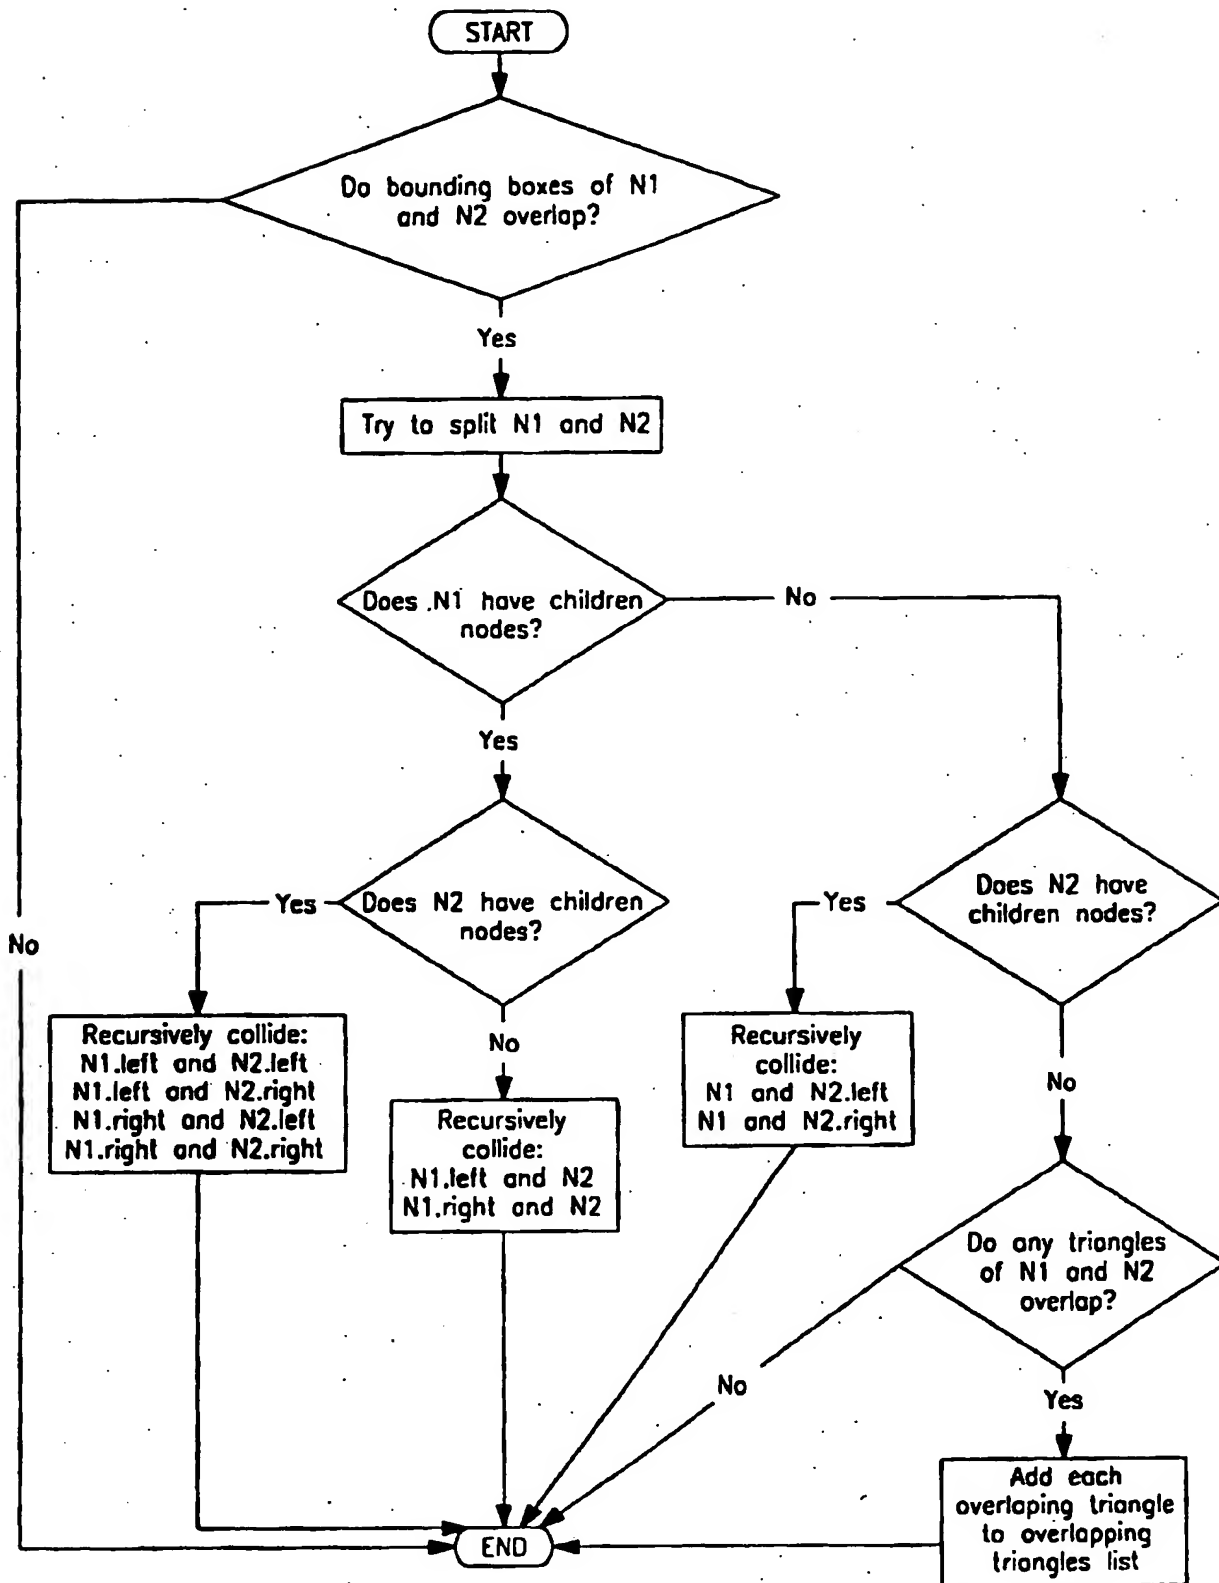 START
Do bounding boxes of N1
and N2 overlap?
Yes
Try to split N1 and N2
Does N1 have children
nodes?
No
Yes
Does N2 have children
nodes?
Yes
Does N2 have
children nodes?
Yes
No
Recursively collide:
N1.left and N2.left
N1.left and N2.right
N1.right and N2.left
N1.right and N2.right
No
Recursively
collide:
N1.left and N2
N1.right and N2
Recursively
collide:
N1 and N2.left
N1 and N2.right
No
Do any triangles
of N1 and N2
overlap?
No
Yes
Add each
overlaping triangle
to overlapping
triangles list
END